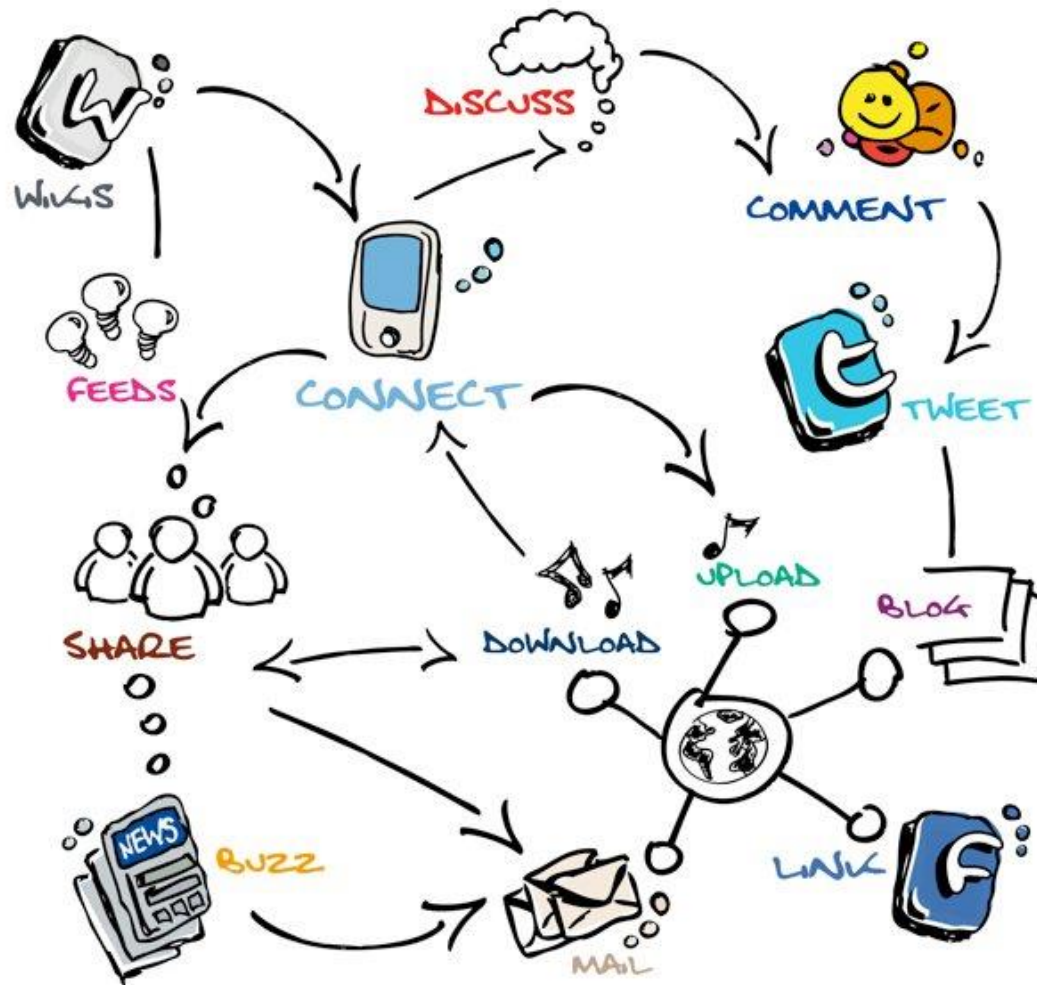 DISCUSS
W
WIKIS
COMMENT
FEEDS
CONNECT
t
TWEET
UPLOAD
BLOG
SHARE
DOWNLOAD
NEWS
BUZZ
LINK
F
MAIL